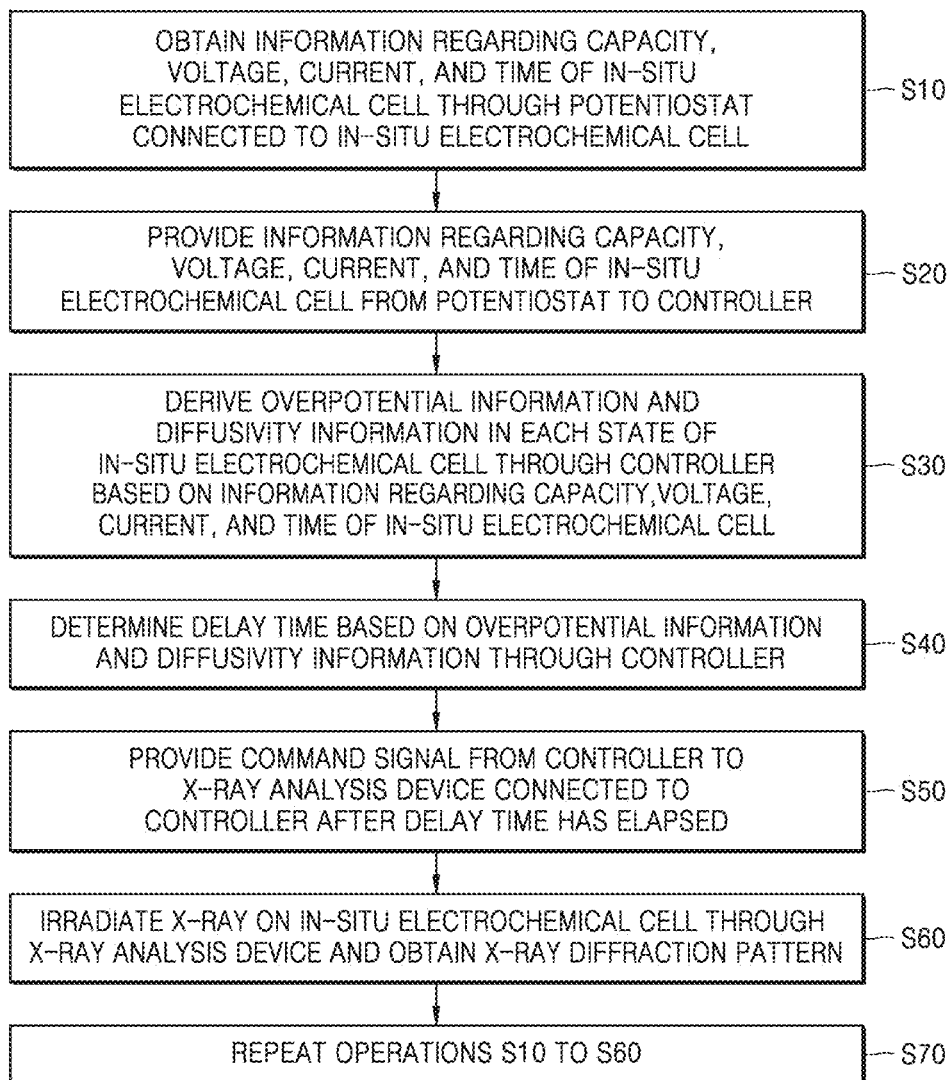 OBTAIN INFORMATION REGARDING CAPACITY,
VOLTAGE, CURRENT, AND TIME OF IN-SITU
ELECTROCHEMICAL CELL THROUGH POTENTIOSTAT
CONNECTED TO IN-SITU ELECTROCHEMICAL CELL
S10
PROVIDE INFORMATION REGARDING CAPACITY,
VOLTAGE, CURRENT, AND TIME OF IN-SITU
ELECTROCHEMICAL CELL FROM POTENTIOSTAT TO CONTROLLER
S20
DERIVE OVERPOTENTIAL INFORMATION AND
DIFFUSIVITY INFORMATION IN EACH STATE OF
IN-SITU ELECTROCHEMICAL CELL THROUGH CONTROLLER
BASED ON INFORMATION REGARDING CAPACITY,VOLTAGE,
CURRENT, AND TIME OF IN-SITU ELECTROCHEMICAL CELL
S30
DETERMINE DELAY TIME BASED ON OVERPOTENTIAL INFORMATION
AND DIFFUSIVITY INFORMATION THROUGH CONTROLLER
S40
PROVIDE COMMAND SIGNAL FROM CONTROLLER TO
X-RAY ANALYSIS DEVICE CONNECTED TO
CONTROLLER AFTER DELAY TIME HAS ELAPSED
S50
IRRADIATE X-RAY ON IN-SITU ELECTROCHEMICAL CELL THROUGH
X-RAY ANALYSIS DEVICE AND OBTAIN X-RAY DIFFRACTION PATTERN
S60
REPEAT OPERATIONS S10 TO S60
S70